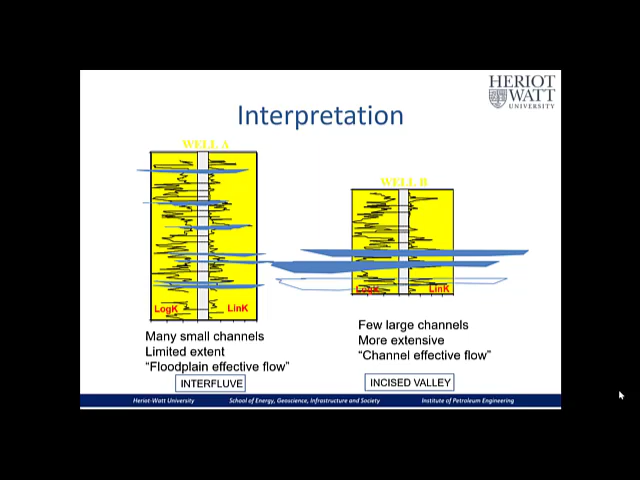 HERIOT
WATT
UNIVERSITY
Interpretation
WELL A
WELL B
LogK
LinK
LogK
LinK
Many small channels
Limited extent
“Floodplain effective flow”
INTERFLUVE
Few large channels
More extensive
“Channel effective flow”
INCISED VALLEY
Heriot-Watt University
School of Energy, Geoscience, Infrastructure and Society
Institute of Petroleum Engineering